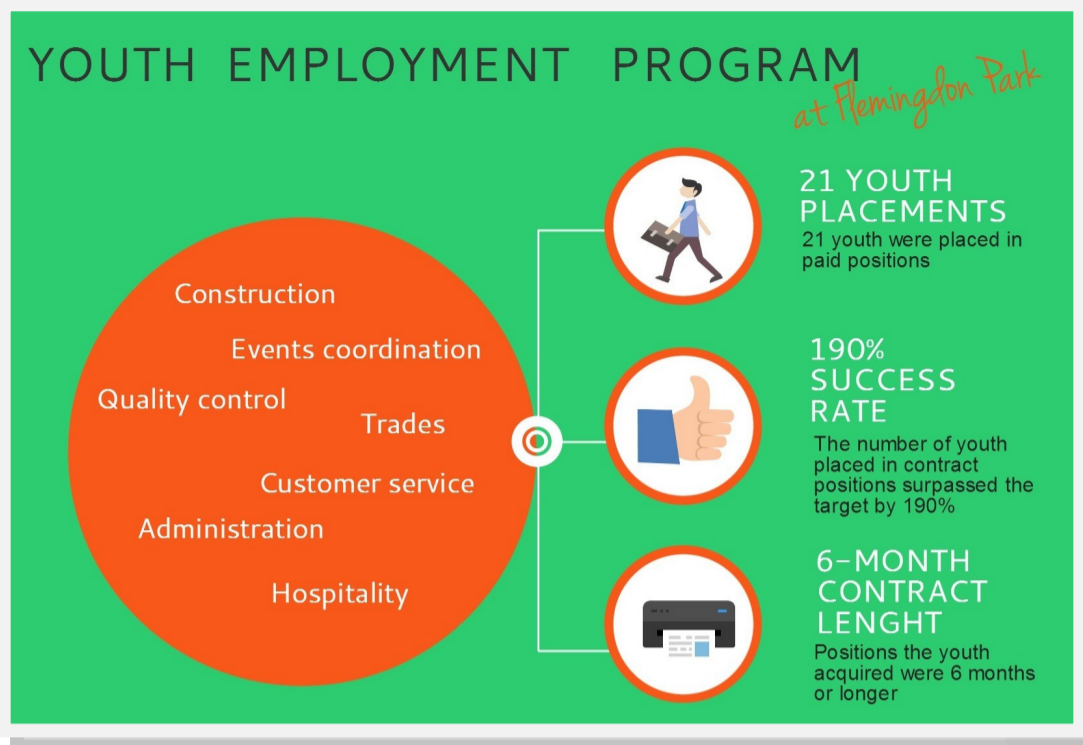 YOUTH EMPLOYMENT PROGRAM
at Flemingdon Park
Construction
Events coordination
Quality control
Trades
Customer service
Administration
Hospitality
21 YOUTH
PLACEMENTS
21 youth were placed in
paid positions
190%
SUCCESS
RATE
The number of youth
placed in contract
positions surpassed the
target by 190%
6-MONTH
CONTRACT
LENGHT
Positions the youth
acquired were 6 months
or longer